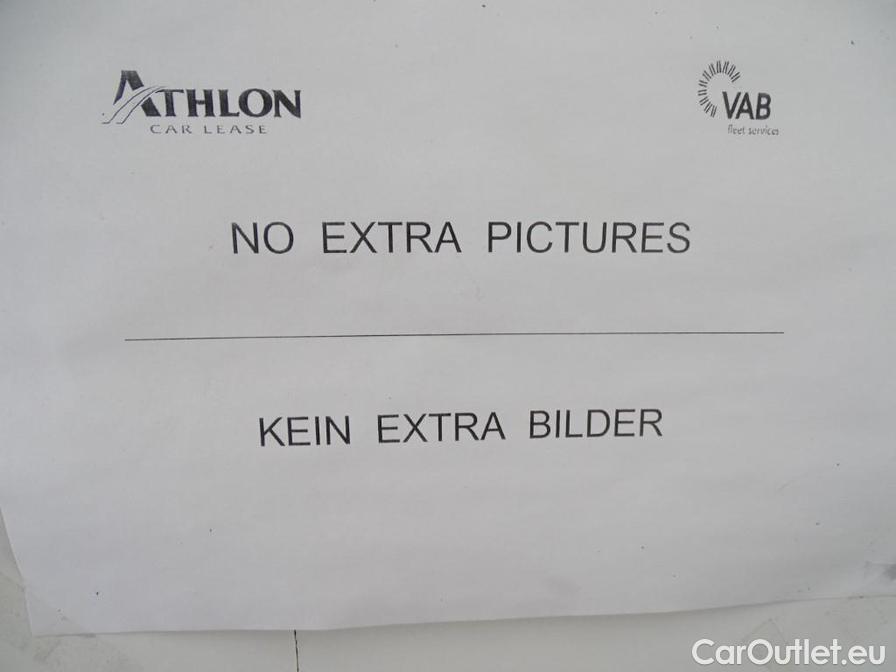 ATHLON
CAR LEASE
VAB
fleet services
NO EXTRA PICTURES
KEIN EXTRA BILDER
CarOutlet.eu